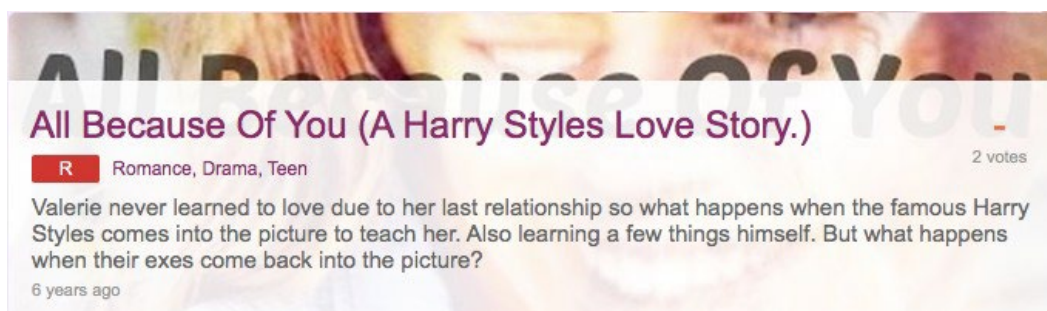 All Because Of You
All Because Of You (A Harry Styles Love Story.)
-
2 votes
R Romance, Drama, Teen
Valerie never learned to love due to her last relationship so what happens when the famous Harry
Styles comes into the picture to teach her. Also learning a few things himself. But what happens
when their exes come back into the picture?
6 years ago